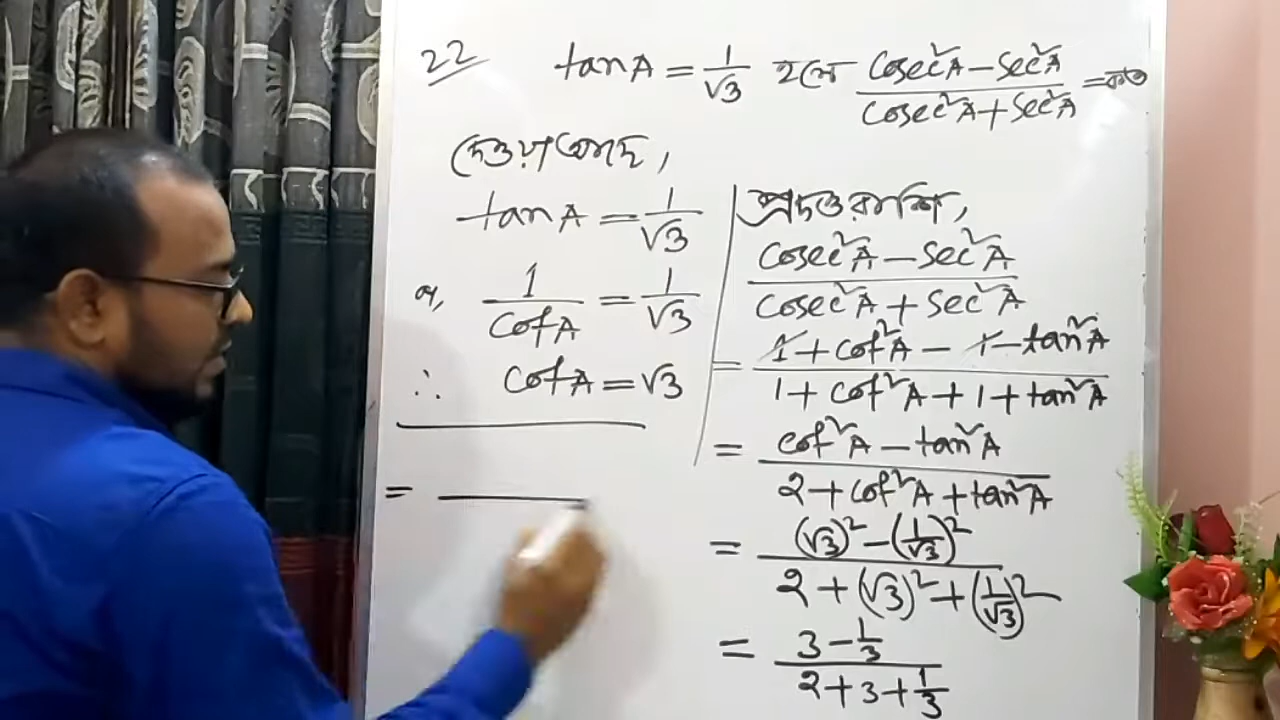 22 tanA = 1/√3 হলে (cosec²A − sec²A)/(cosec²A + sec²A) = কত
দেওয়া আছে,
tanA = 1/√3
বা, 1/cotA = 1/√3
∴ cotA = √3
প্রদত্ত রাশি,
(cosec²A − sec²A)/(cosec²A + sec²A)
= (1 + cot²A − 1 − tan²A)/(1 + cot²A + 1 + tan²A)
= (cot²A − tan²A)/(2 + cot²A + tan²A)
= ((√3)² − (1/√3)²)/(2 + (√3)² + (1/√3)²)
= (3 − 1/3)/(2 + 3 + 1/3)
=